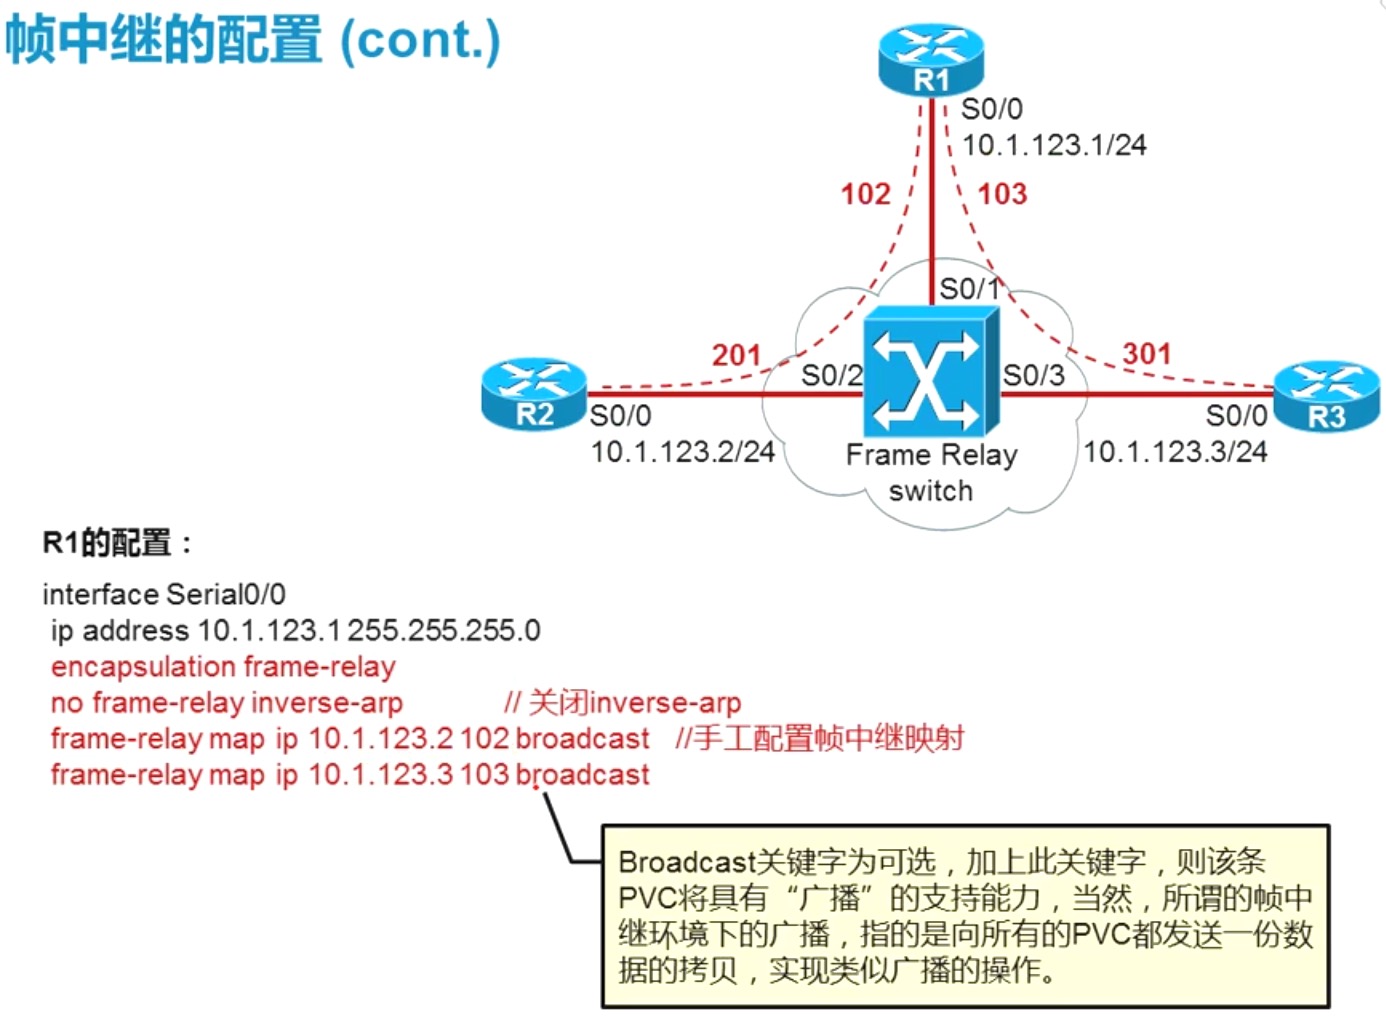 帧中继的配置 (cont.)
R1
S0/0
10.1.123.1/24
102
103
S0/1
201
301
S0/2
S0/3
R2
S0/0
10.1.123.2/24
Frame Relay
switch
S0/0
10.1.123.3/24
R3
R1的配置：
interface Serial0/0
ip address 10.1.123.1 255.255.255.0
encapsulation frame-relay
no frame-relay inverse-arp // 关闭inverse-arp
frame-relay map ip 10.1.123.2 102 broadcast //手工配置帧中继映射
frame-relay map ip 10.1.123.3 103 broadcast
Broadcast关键字为可选，加上此关键字，则该条
PVC将具有“广播”的支持能力，当然，所谓的帧中
继环境下的广播，指的是向所有的PVC都发送一份数
据的拷贝，实现类似广播的操作。